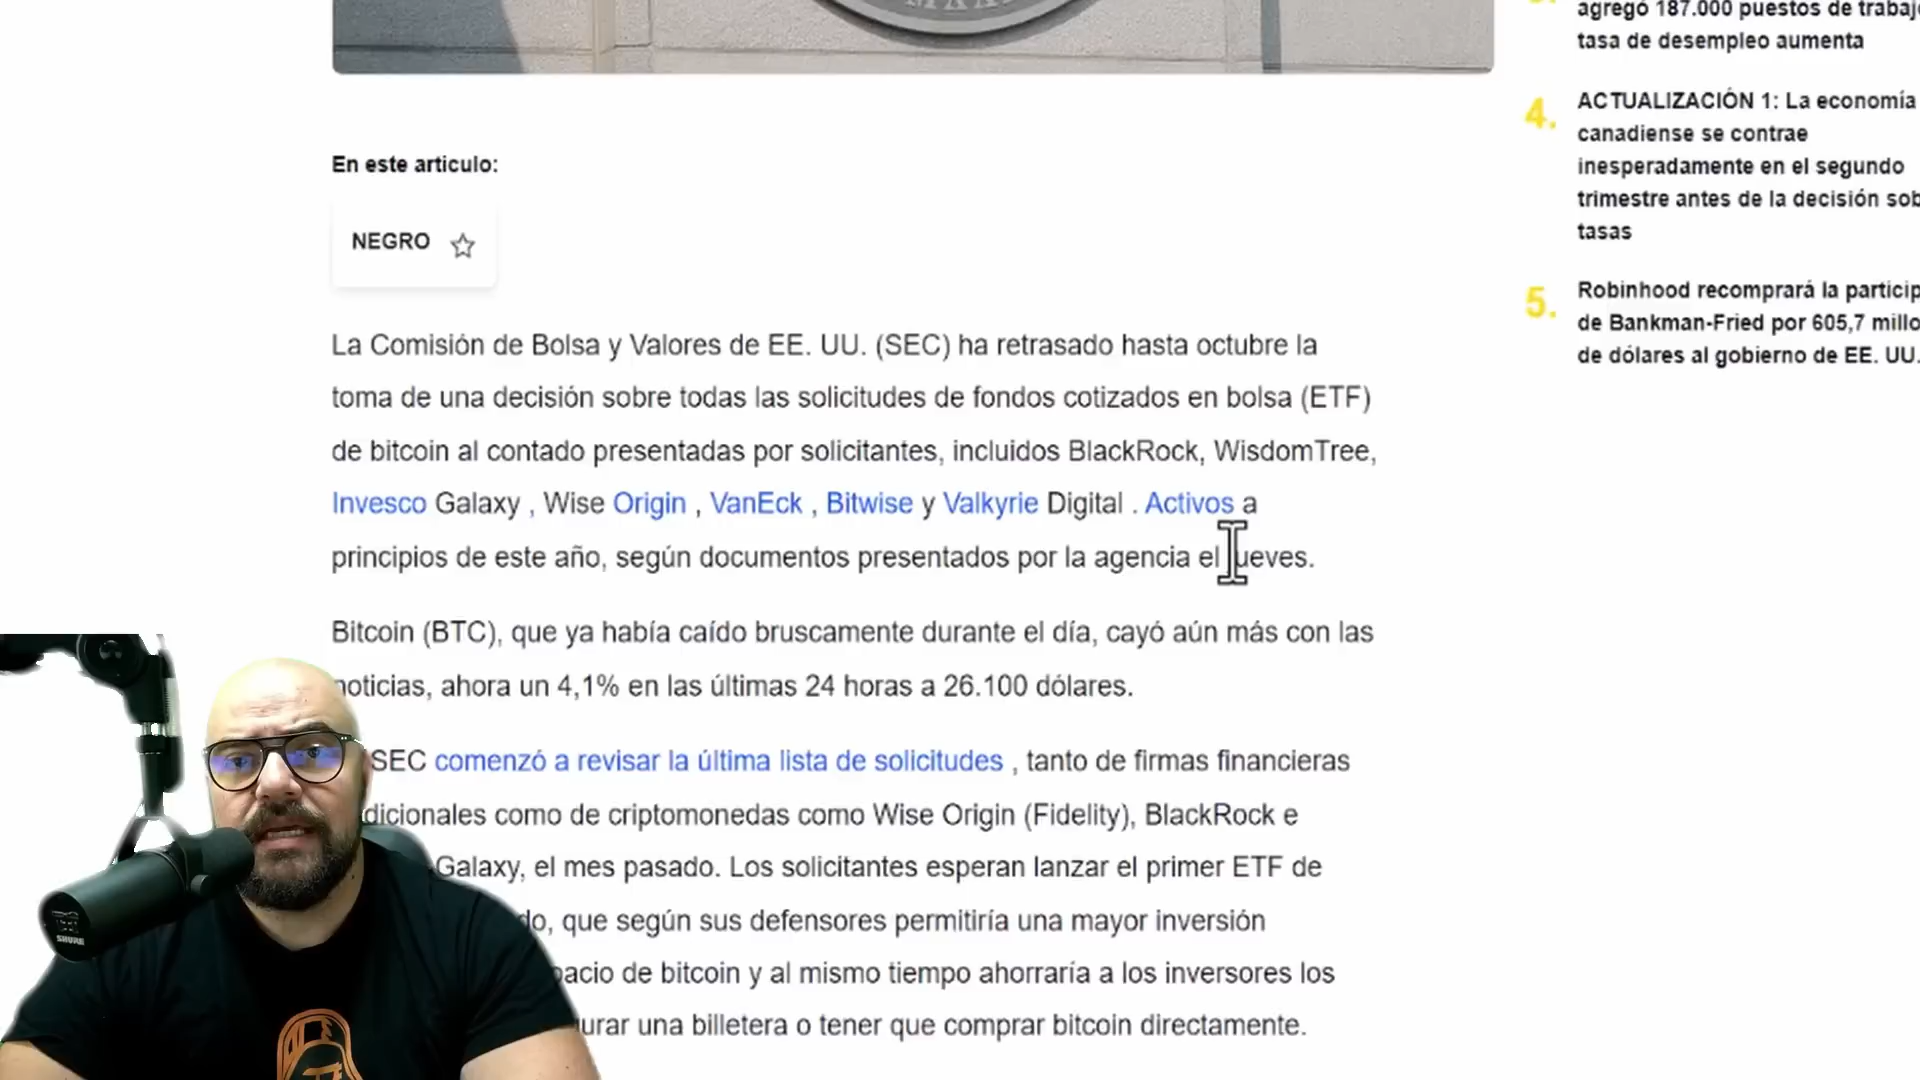 agregó 187.000 puestos de trabaj
tasa de desempleo aumenta
4.
ACTUALIZACIÓN 1: La economía
canadiense se contrae
inesperadamente en el segundo
trimestre antes de la decisión sob
tasas
5.
Robinhood recomprará la particip
de Bankman-Fried por 605,7 millo
de dólares al gobierno de EE. UU.
En este articulo:
NEGRO
La Comisión de Bolsa y Valores de EE. UU. (SEC) ha retrasado hasta octubre la
toma de una decisión sobre todas las solicitudes de fondos cotizados en bolsa (ETF)
de bitcoin al contado presentadas por solicitantes, incluidos BlackRock, WisdomTree,
Invesco Galaxy , Wise Origin , VanEck , Bitwise y Valkyrie Digital . Activos a
principios de este año, según documentos presentados por la agencia el jueves.
Bitcoin (BTC), que ya había caído bruscamente durante el día, cayó aún más con las
noticias, ahora un 4,1% en las últimas 24 horas a 26.100 dólares.
SEC comenzó a revisar la última lista de solicitudes , tanto de firmas financieras
dicionales como de criptomonedas como Wise Origin (Fidelity), BlackRock e
Galaxy, el mes pasado. Los solicitantes esperan lanzar el primer ETF de
do, que según sus defensores permitiría una mayor inversión
pacio de bitcoin y al mismo tiempo ahorraría a los inversores los
urar una billetera o tener que comprar bitcoin directamente.
SHURE